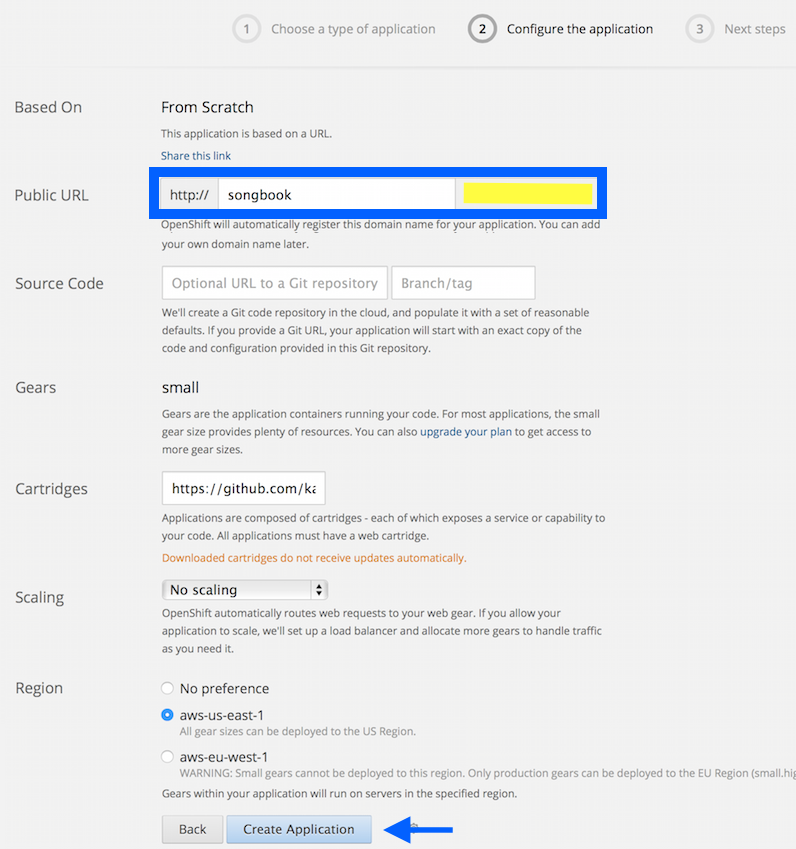 1 Choose a type of application 2 Configure the application 3 Next steps
Based On From Scratch
This application is based on a URL.
Share this link
Public URL http:// songbook
OpenShift will automatically register this domain name for your application. You can add
your own domain name later.
Source Code Optional URL to a Git repository Branch/tag
We'll create a Git code repository in the cloud, and populate it with a set of reasonable
defaults. If you provide a Git URL, your application will start with an exact copy of the
code and configuration provided in this Git repository.
Gears small
Gears are the application containers running your code. For most applications, the small
gear size provides plenty of resources. You can also upgrade your plan to get access to
more gear sizes.
Cartridges https://github.com/ka
Applications are composed of cartridges - each of which exposes a service or capability to
your code. All applications must have a web cartridge.
Downloaded cartridges do not receive updates automatically.
Scaling No scaling
OpenShift automatically routes web requests to your web gear. If you allow your
application to scale, we'll set up a load balancer and allocate more gears to handle traffic
as you need it.
Region No preference
aws-us-east-1
All gear sizes can be deployed to the US Region.
aws-eu-west-1
WARNING: Small gears cannot be deployed to this region. Only production gears can be deployed to the EU Region (small.hig
Gears within your application will run on servers in the specified region.
Back Create Application